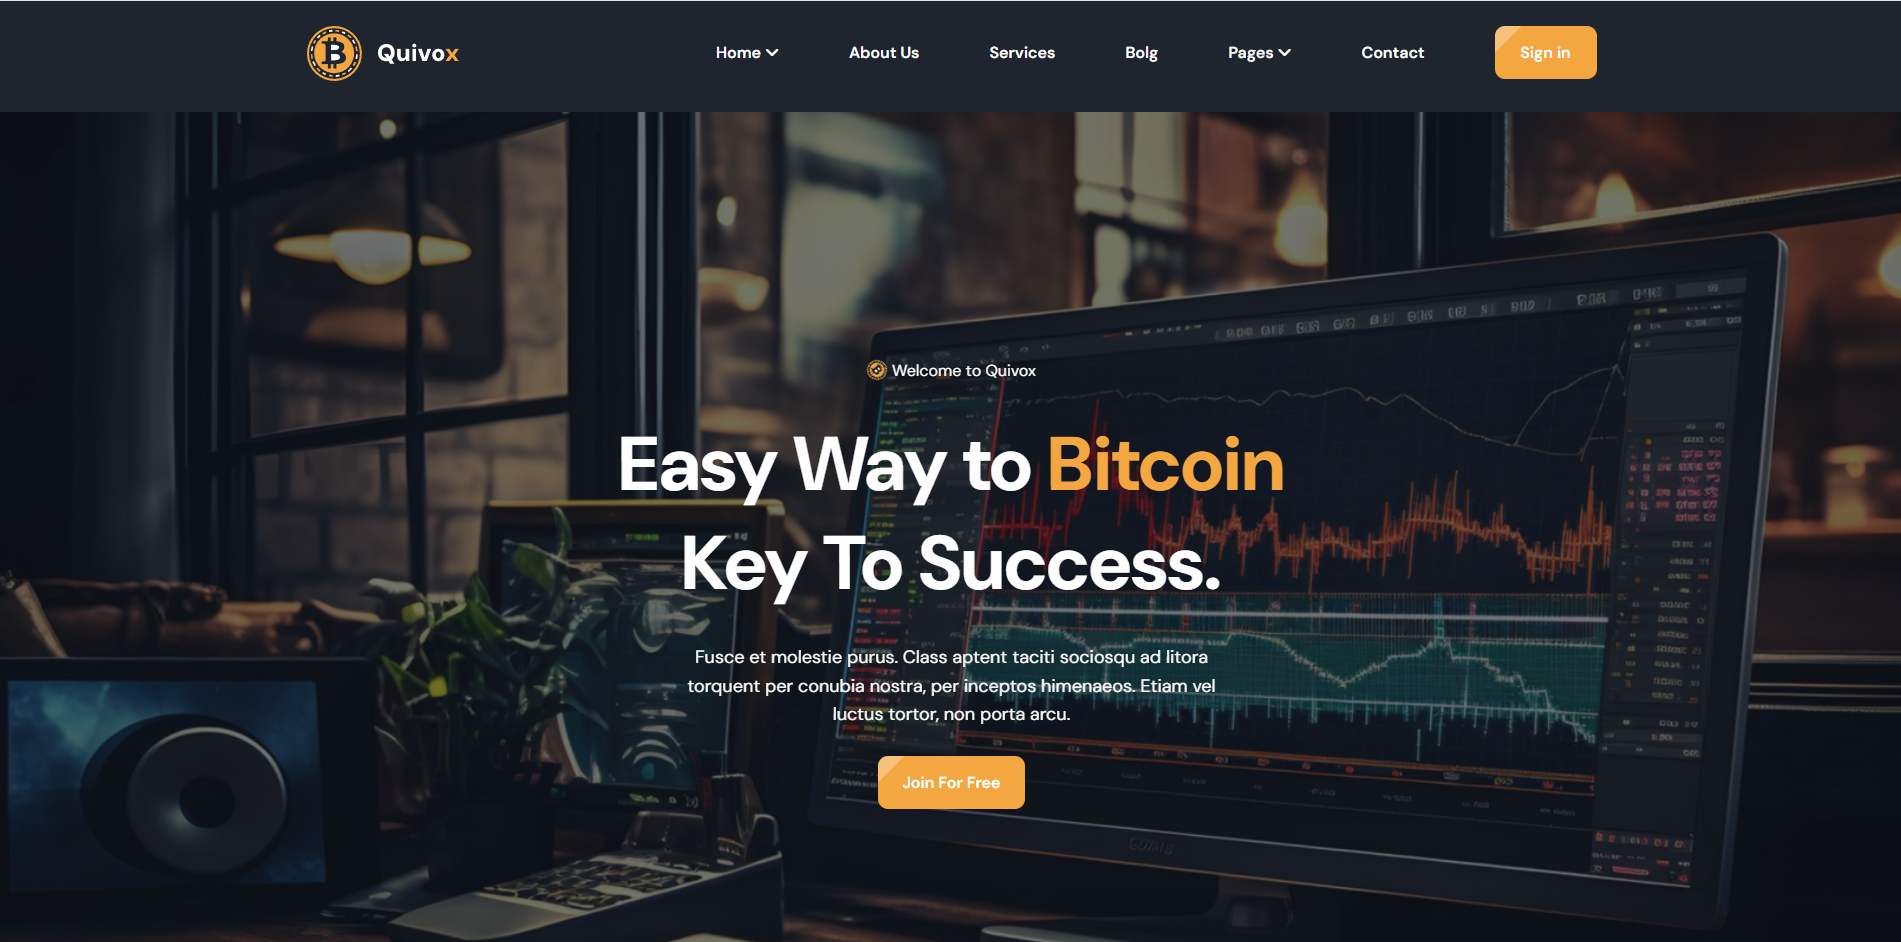 Quivox
Home
About Us
Services
Bolg
Pages
Contact
Sign in
Welcome to Quivox
Easy Way to Bitcoin
Key To Success.
Fusce et molestie purus. Class aptent taciti sociosqu ad litora
torquent per conubia nostra, per inceptos himenaeos. Etiam vel
luctus tortor, non porta arcu.
Join For Free